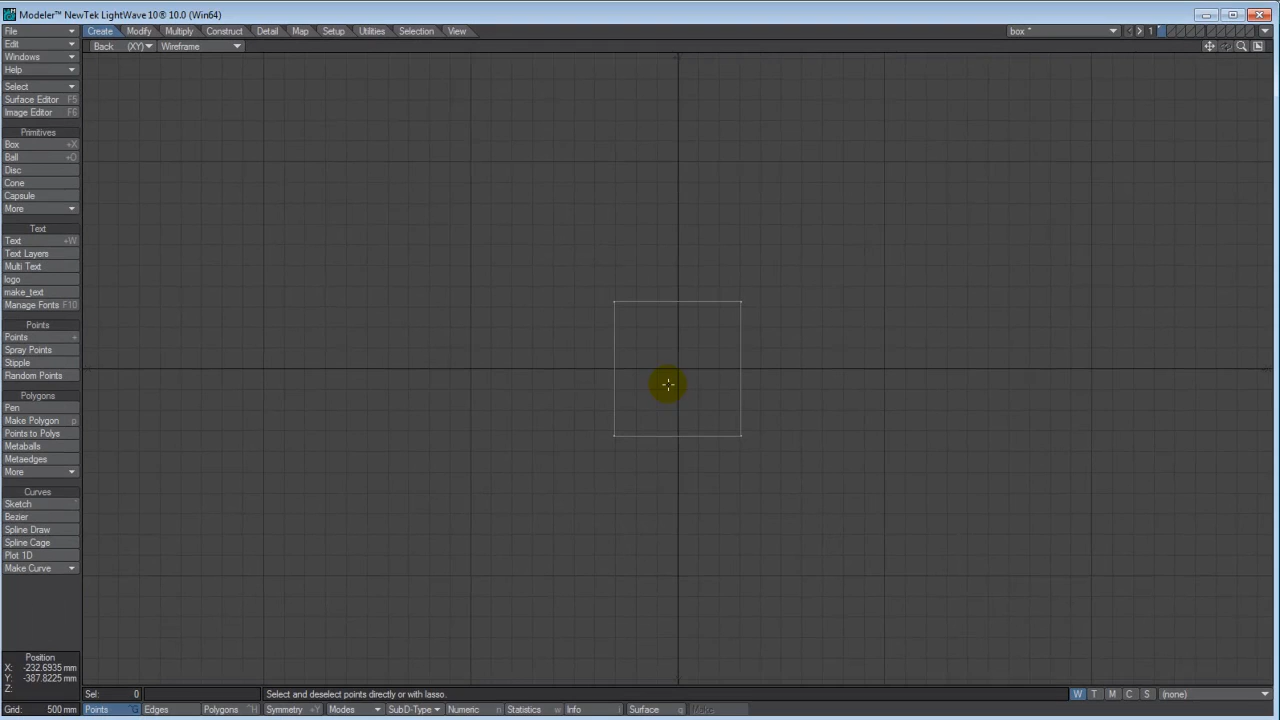 Modeler™ NewTek LightWave 10® 10.0 (Win64)
File
Create Modify Multiply Construct Detail Map Setup Utilities Selection View
box *
1
Edit
Back (XY) Wireframe
Windows
Help
Select
Surface Editor F5
Image Editor F6
Primitives
Box +X
Ball +O
Disc
Cone
Capsule
More
Text
Text +W
Text Layers
Multi Text
logo
make_text
Manage Fonts F10
Points
Points +
Spray Points
Stipple
Random Points
Polygons
Pen
Make Polygon p
Points to Polys
Metaballs
Metaedges
More
Curves
Sketch
Bezier
Spline Draw
Spline Cage
Plot 1D
Make Curve
Position
X: -232.6935 mm
Y: -387.8225 mm
Z:
Grid: 500 mm
Sel: 0
Select and deselect points directly or with lasso.
W T M C S (none)
Points ^G Edges Polygons ^H Symmetry +Y Modes SubD-Type Numeric n Statistics w Info i Surface q Make